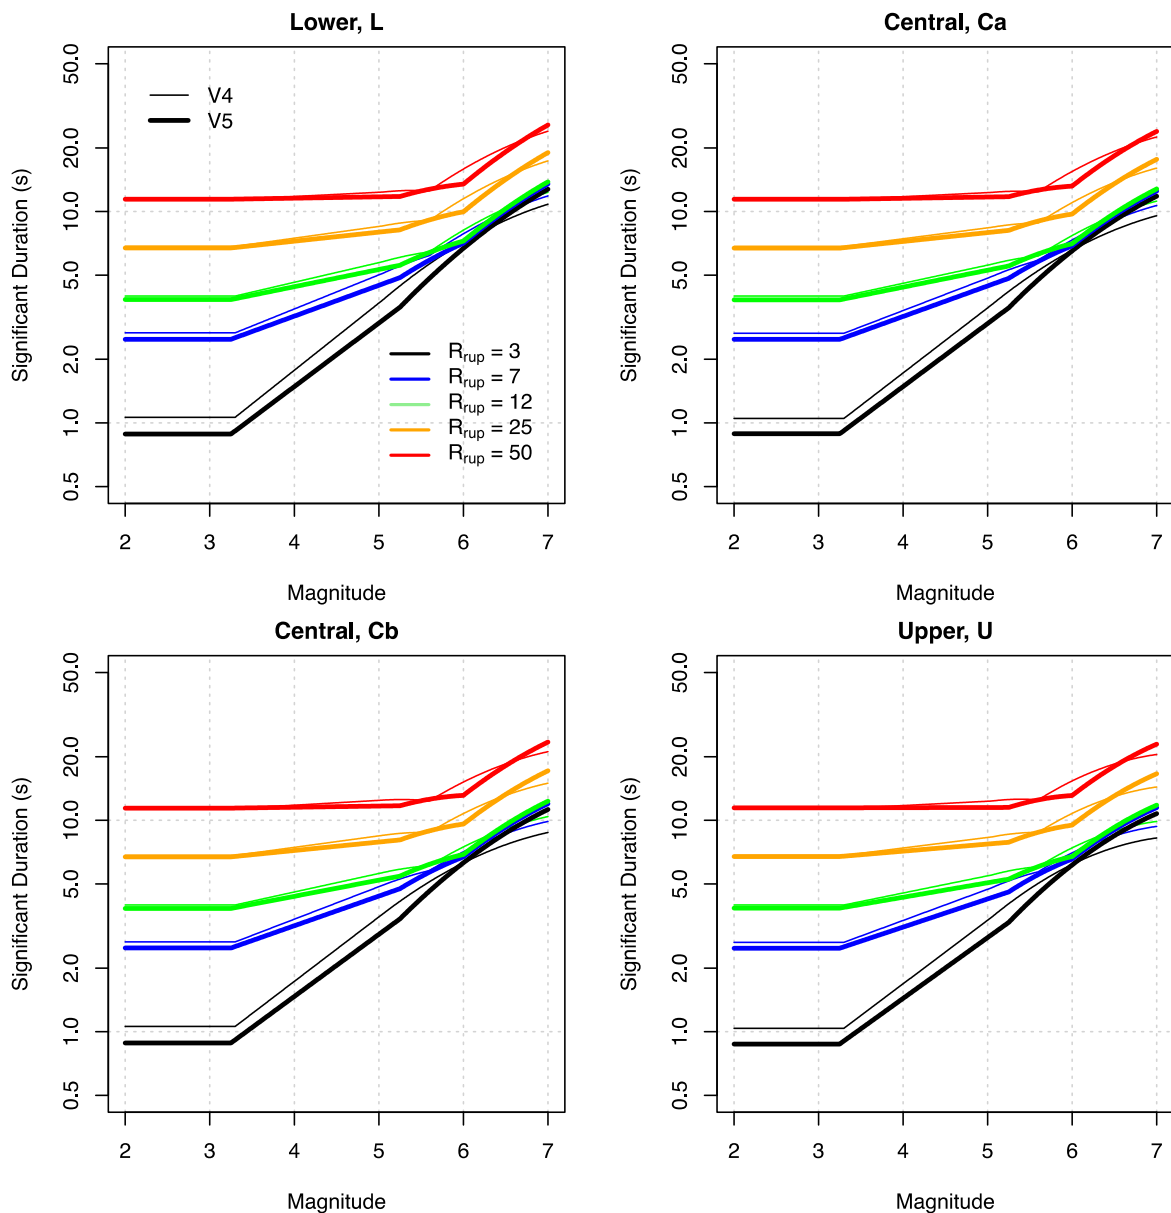 Lower, L
Significant Duration (s)
50.0
20.0
10.0
5.0
2.0
1.0
0.5
V4
V5
Rrup = 3
Rrup = 7
Rrup = 12
Rrup = 25
Rrup = 50
2 3 4 5 6 7
Magnitude
Central, Ca
Significant Duration (s)
50.0
20.0
10.0
5.0
2.0
1.0
0.5
2 3 4 5 6 7
Magnitude
Central, Cb
Significant Duration (s)
50.0
20.0
10.0
5.0
2.0
1.0
0.5
2 3 4 5 6 7
Magnitude
Upper, U
Significant Duration (s)
50.0
20.0
10.0
5.0
2.0
1.0
0.5
2 3 4 5 6 7
Magnitude